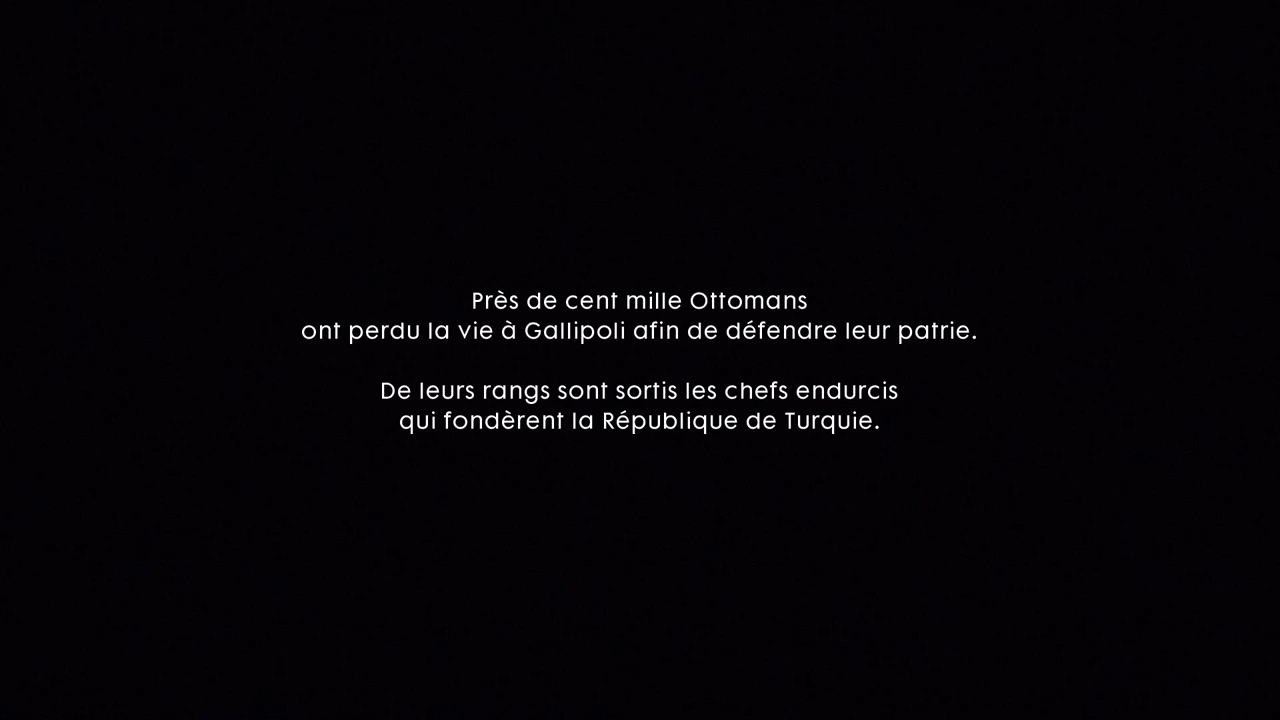 Près de cent mille Ottomans
ont perdu la vie à Gallipoli afin de défendre leur patrie.
De leurs rangs sont sortis les chefs endurcis
qui fondèrent la République de Turquie.